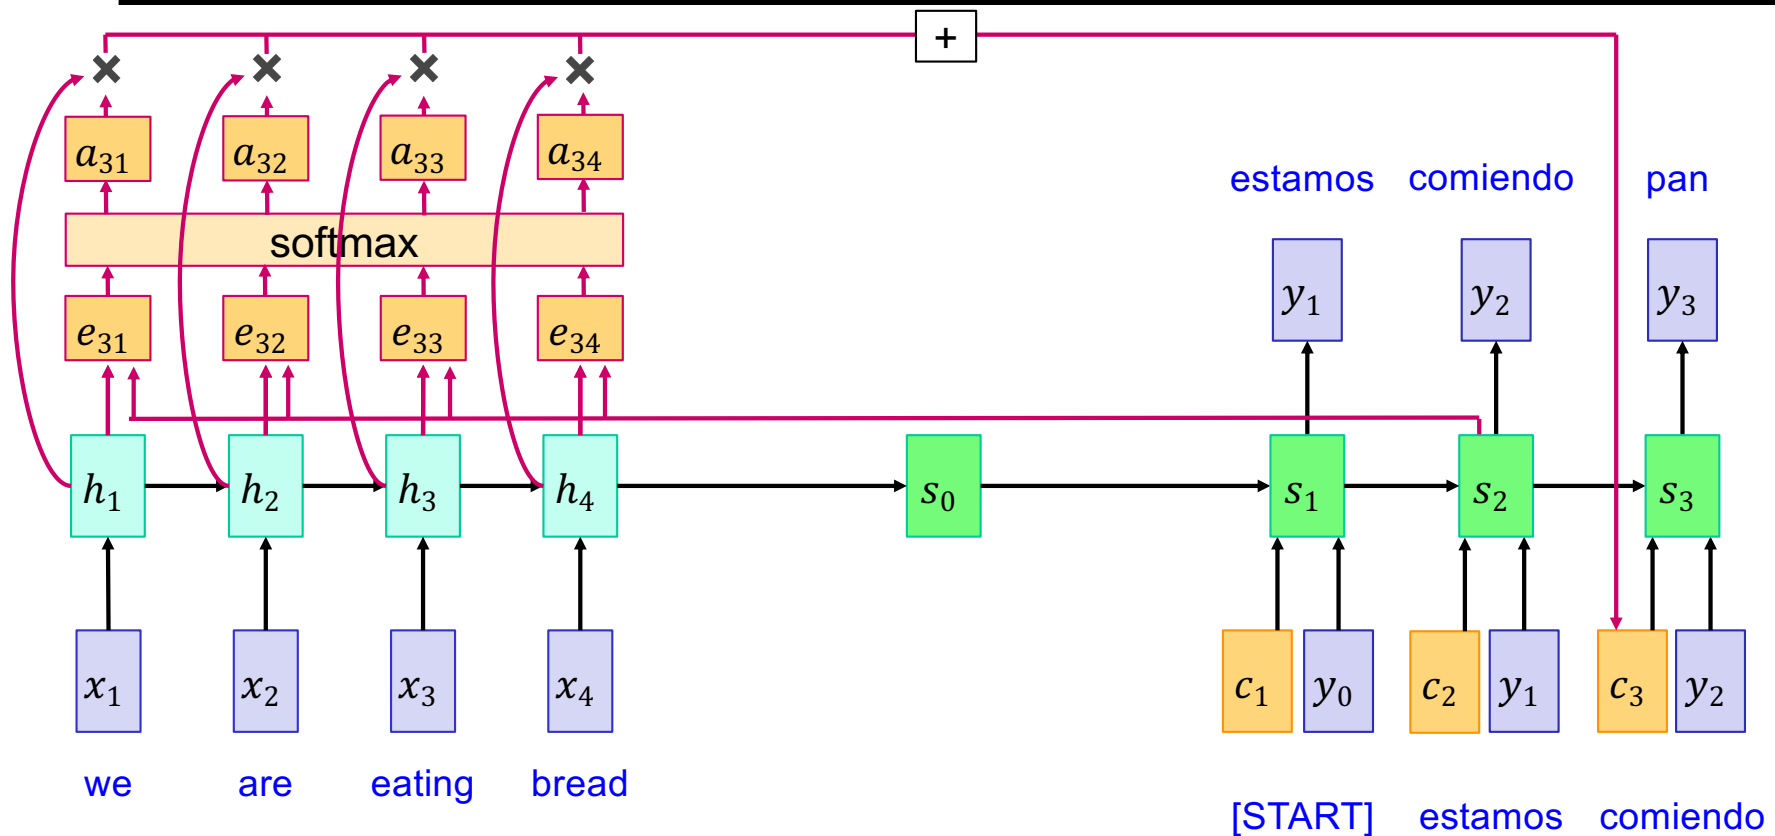 +
a₃₁ a₃₂ a₃₃ a₃₄
estamos comiendo pan
softmax
y₁ y₂ y₃
e₃₁ e₃₂ e₃₃ e₃₄
h₁ h₂ h₃ h₄ s₀ s₁ s₂ s₃
x₁ x₂ x₃ x₄ c₁ y₀ c₂ y₁ c₃ y₂
we are eating bread
[START] estamos comiendo